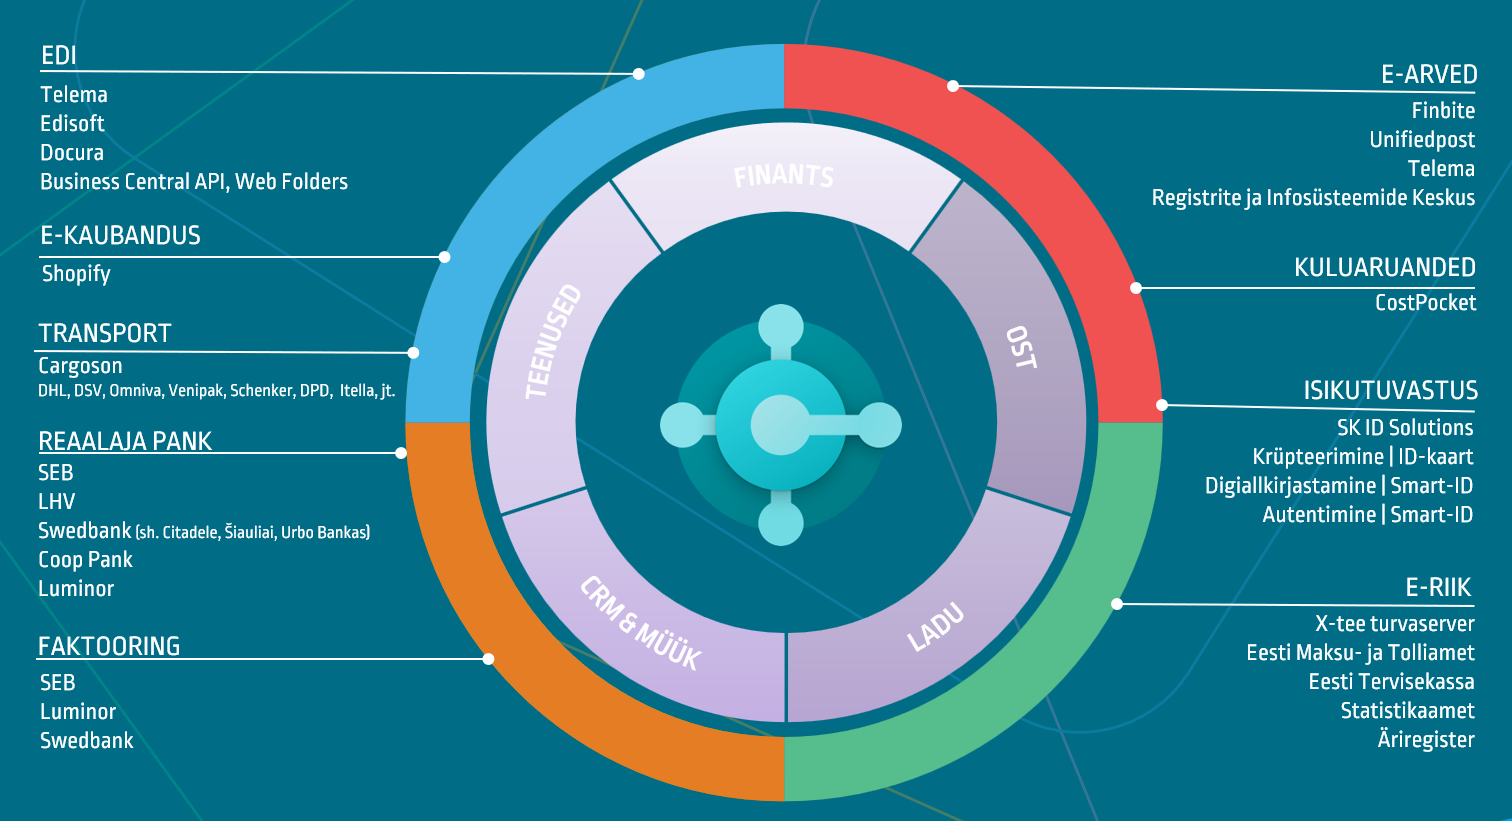 EDI
Telema
Edisoft
Docura
Business Central API, Web Folders
E-KAUBANDUS
Shopify
TRANSPORT
Cargoson
DHL, DSV, Omniva, Venipak, Schenker, DPD, Itella, jt.
REAALAJA PANK
SEB
LHV
Swedbank (sh. Citadele, Šiauliai, Urbo Bankas)
Coop Pank
Luminor
FAKTOORING
SEB
Luminor
Swedbank
FINANTS
OST
LADU
CRM & MÜÜK
TEENUSED
E-ARVED
Finbite
Unifiedpost
Telema
Registrite ja Infosüsteemide Keskus
KULUARUANDED
CostPocket
ISIKUTUVASTUS
SK ID Solutions
Krüpteerimine | ID-kaart
Digiallkirjastamine | Smart-ID
Autentimine | Smart-ID
E-RIIK
X-tee turvaserver
Eesti Maksu- ja Tolliamet
Eesti Tervisekassa
Statistikaamet
Äriregister